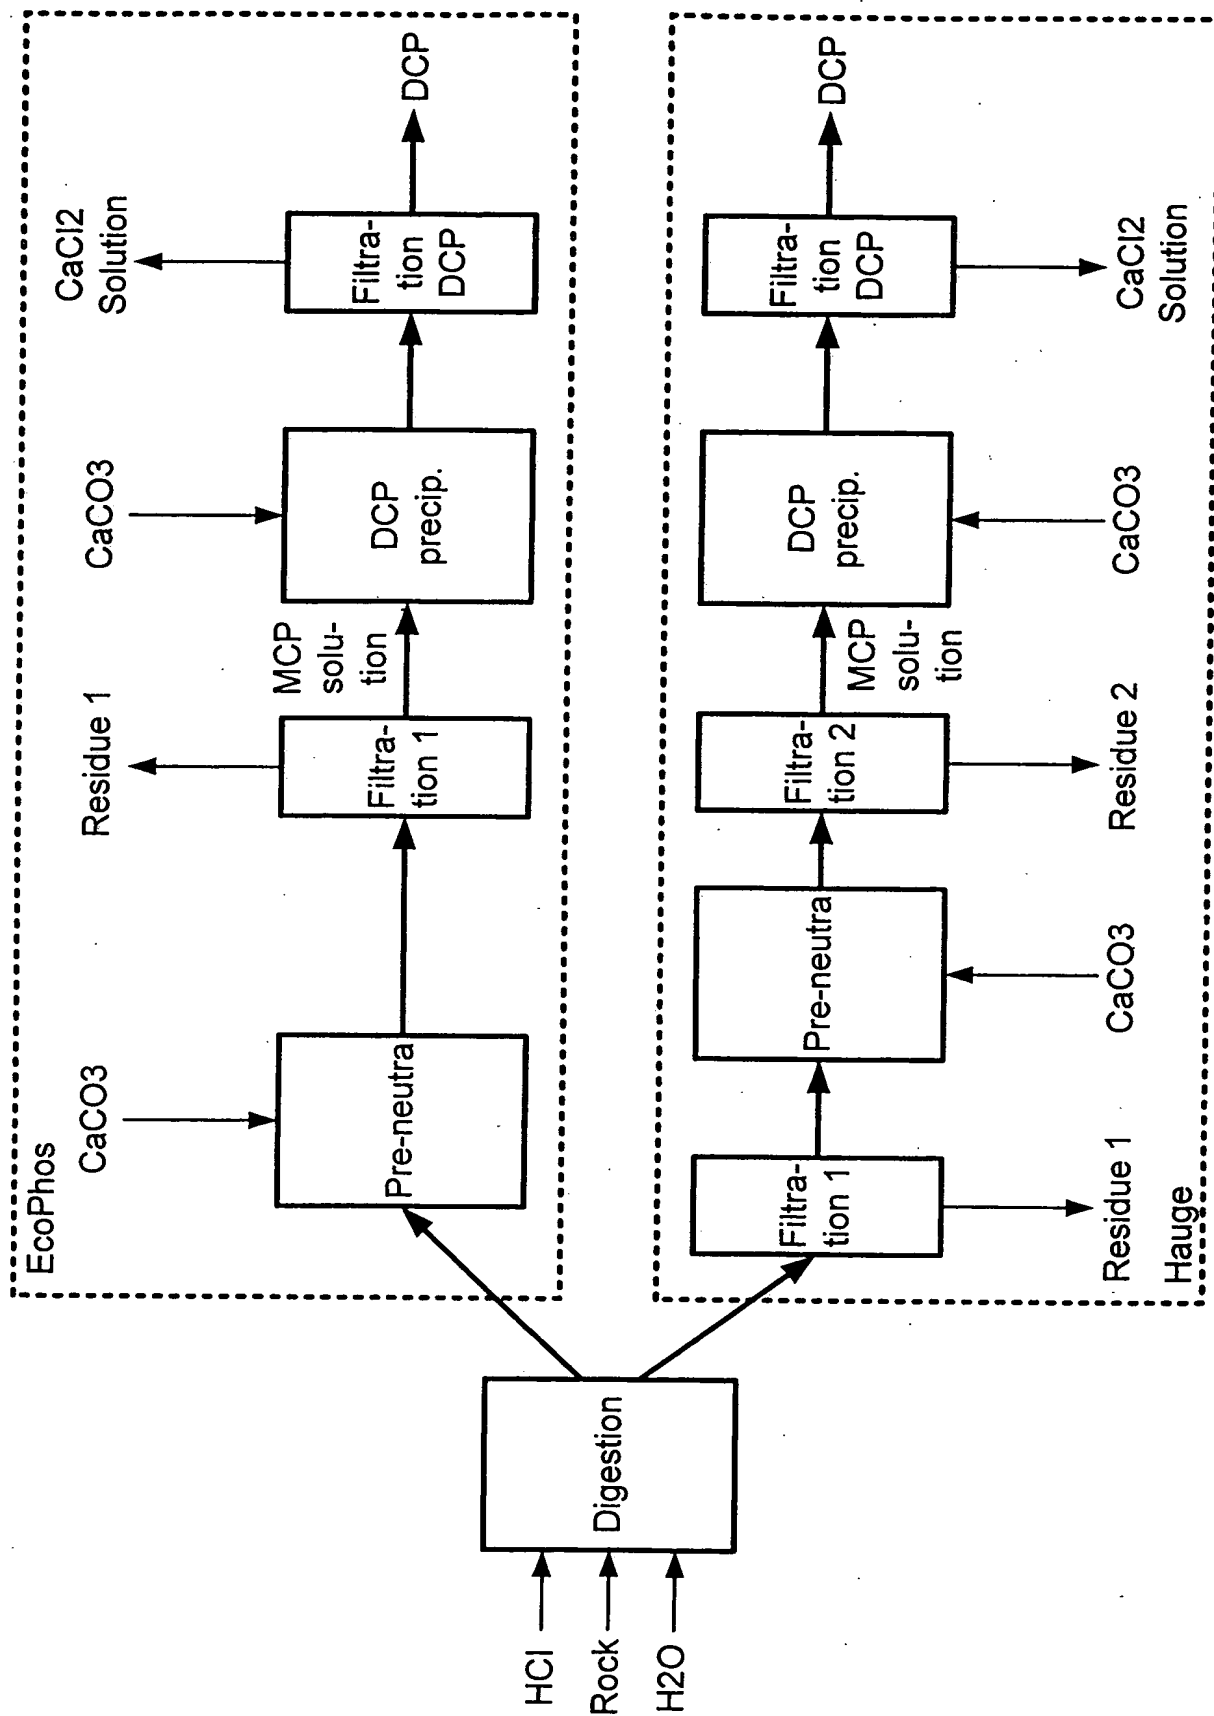 EcoPhos
CaCO3
Residue 1
CaCO3
CaCl2
Solution
Pre-neutra
Filtra-
tion 1
MCP
solu-
tion
DCP
precip.
Filtra-
tion
DCP
DCP
HCl
Rock
H2O
Digestion
Filtra-
tion 1
Pre-neutra
Filtra-
tion 2
MCP
solu-
tion
DCP
precip.
Filtra-
tion
DCP
DCP
Residue 1
CaCO3
Residue 2
CaCO3
CaCl2
Solution
Hauge